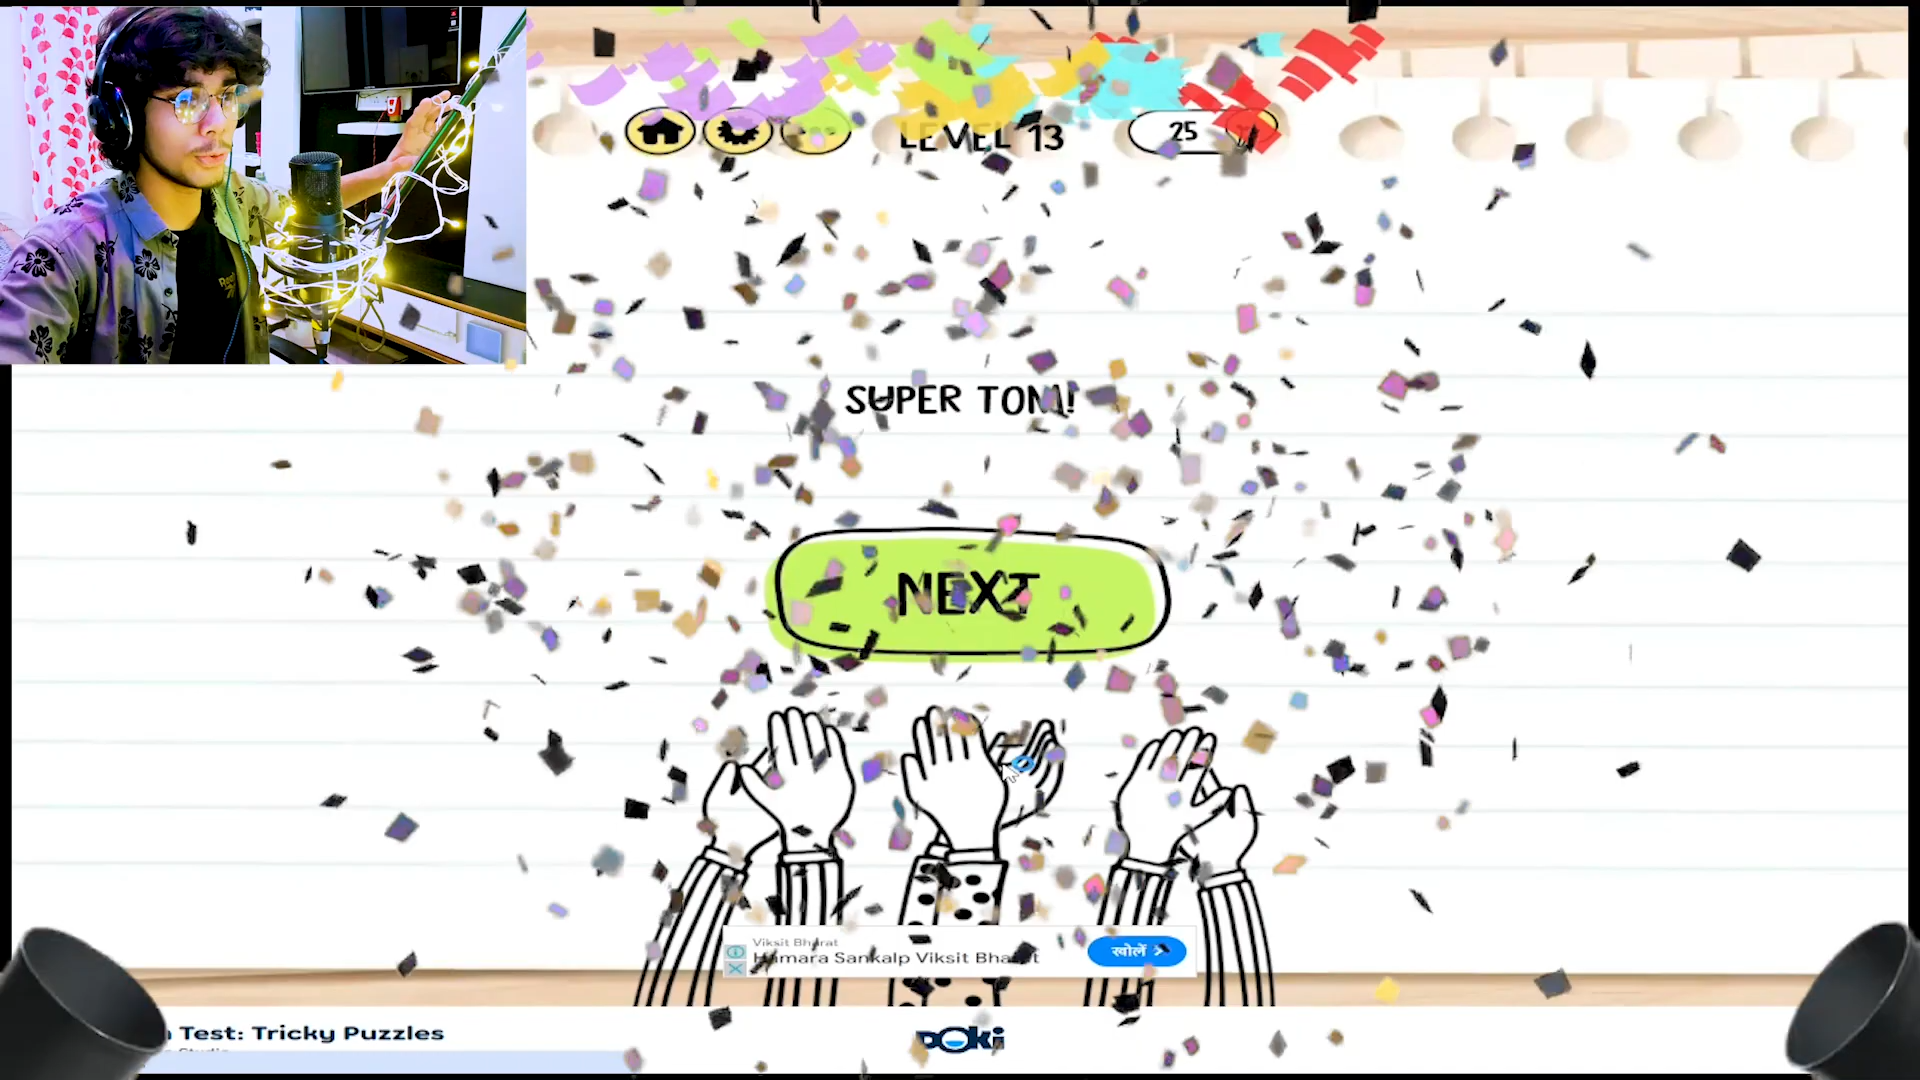 LEVEL 13
25
SUPER TOM!
NEXT
Viksit Bharat
Hamara Sankalp Viksit Bharat
खोलें
Test: Tricky Puzzles
POKi